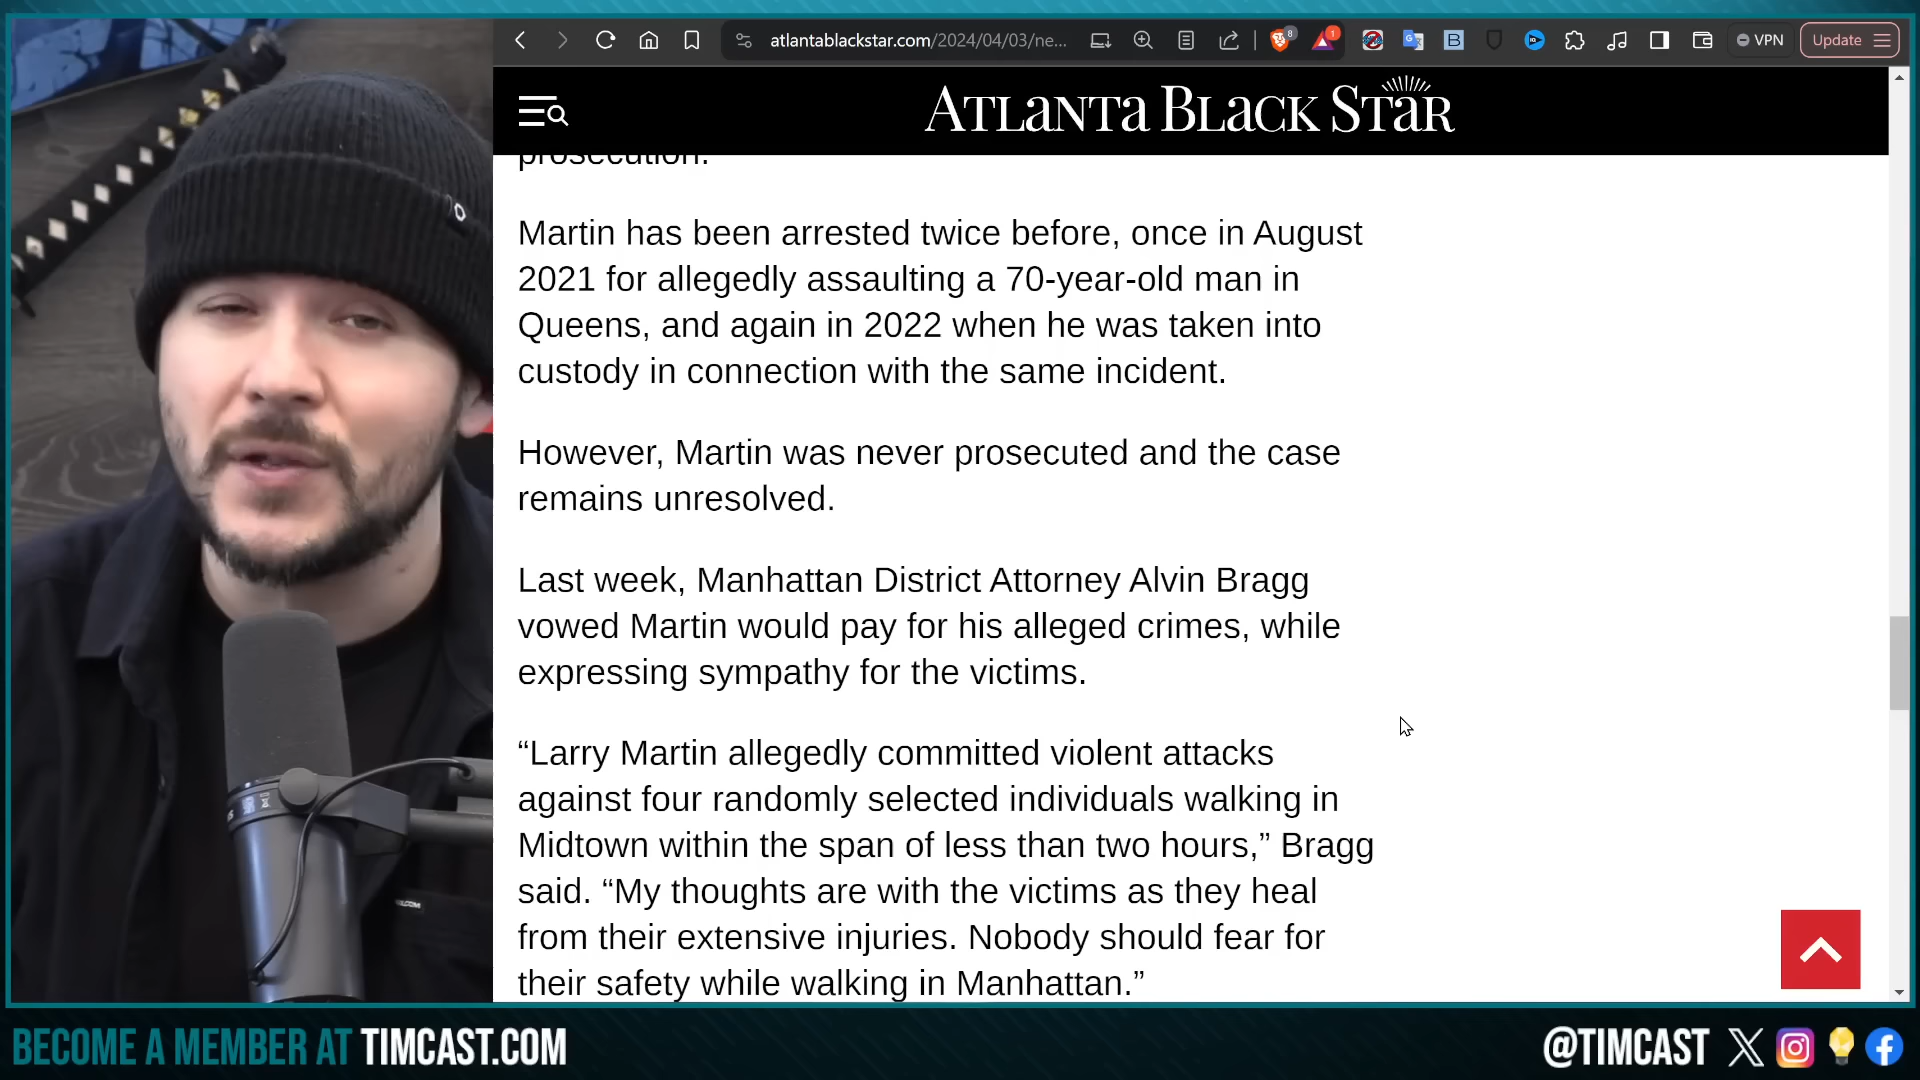 atlantablackstar.com/2024/04/03/ne...
8
1
VPN
Update
ATLANTA BLACK STAR
prosecution.
Martin has been arrested twice before, once in August
2021 for allegedly assaulting a 70-year-old man in
Queens, and again in 2022 when he was taken into
custody in connection with the same incident.
However, Martin was never prosecuted and the case
remains unresolved.
Last week, Manhattan District Attorney Alvin Bragg
vowed Martin would pay for his alleged crimes, while
expressing sympathy for the victims.
“Larry Martin allegedly committed violent attacks
against four randomly selected individuals walking in
Midtown within the span of less than two hours,” Bragg
said. “My thoughts are with the victims as they heal
from their extensive injuries. Nobody should fear for
their safety while walking in Manhattan.”
BECOME A MEMBER AT TIMCAST.COM
@TIMCAST